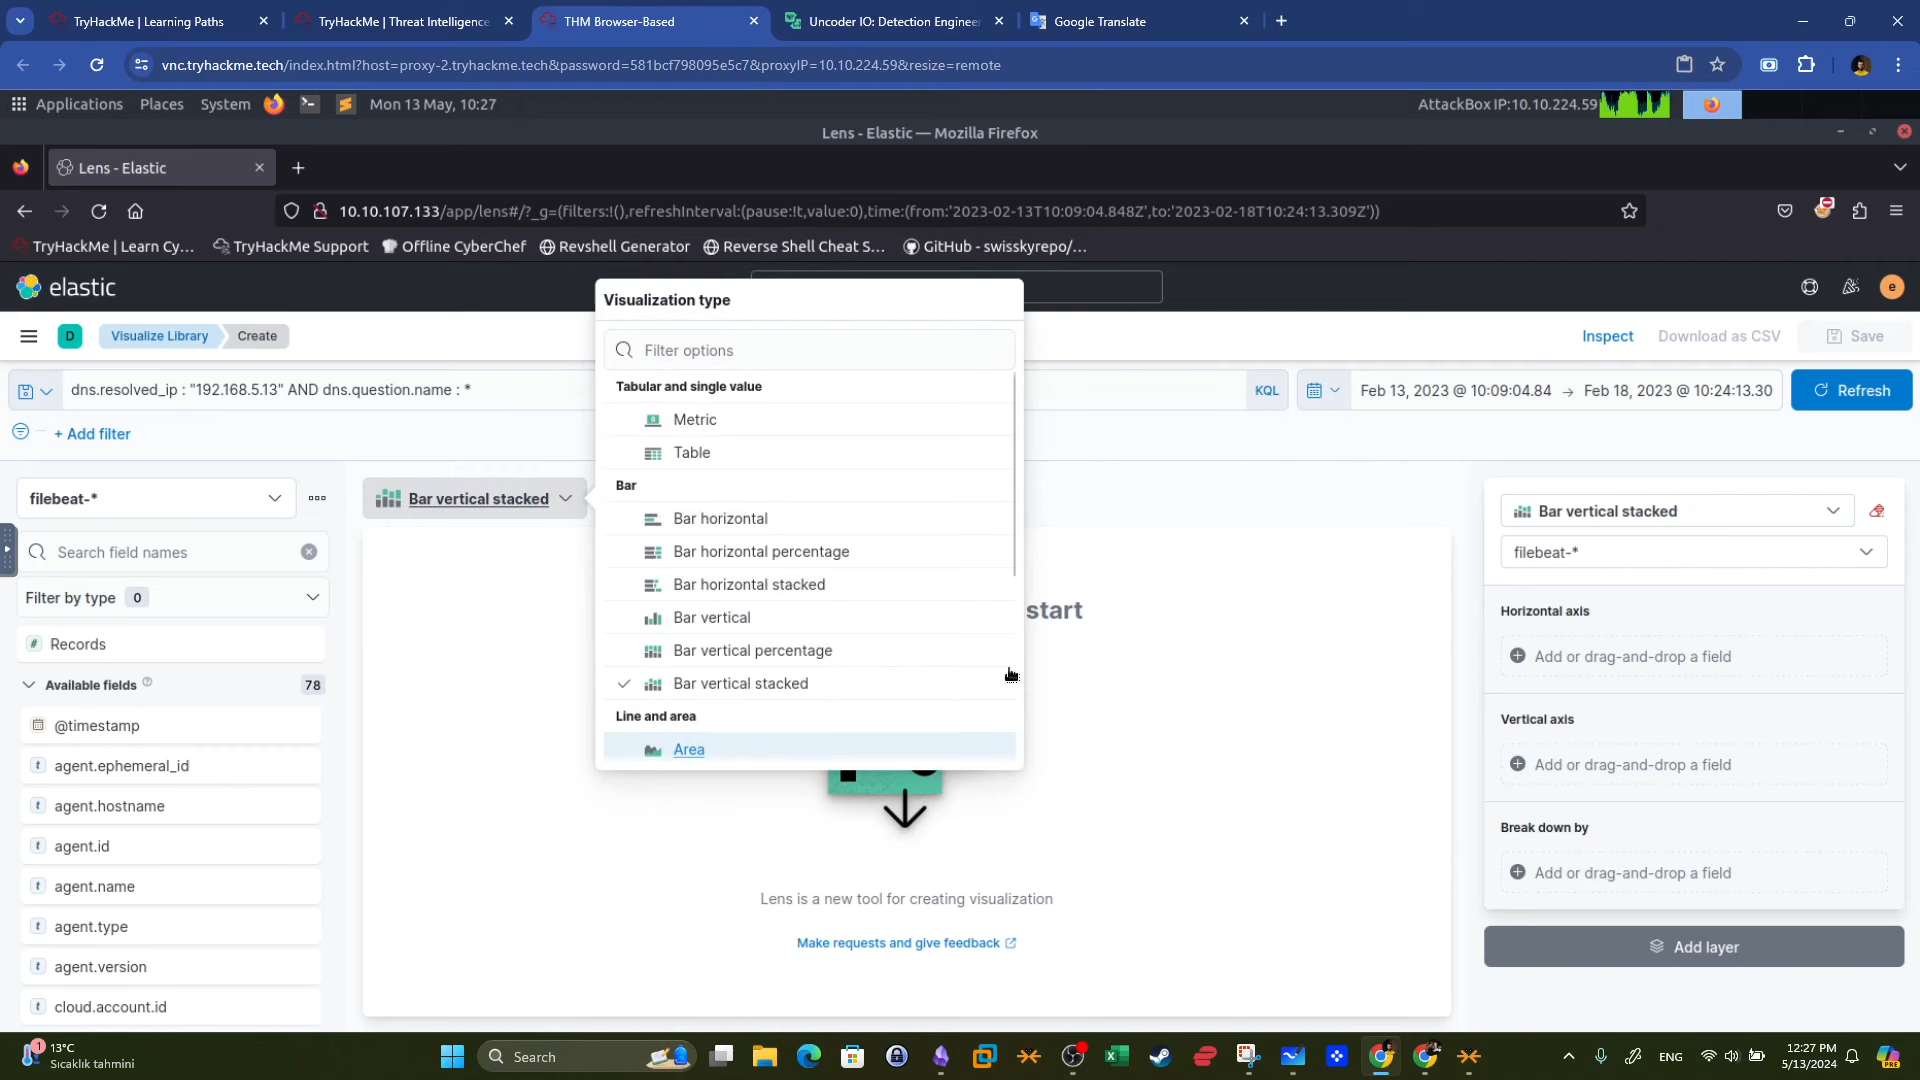 TryHackMe | Learning Paths
TryHackMe | Threat Intelligence
THM Browser-Based
Uncoder IO: Detection Engineer
Google Translate
vnc.tryhackme.tech/index.html?host=proxy-2.tryhackme.tech&password=581bcf798095e5c7&proxyIP=10.10.224.59&resize=remote
Applications Places System Mon 13 May, 10:27 AttackBox IP:10.10.224.59
Lens - Elastic — Mozilla Firefox
Lens - Elastic
10.10.107.133/app/lens#/?_g=(filters:!(),refreshInterval:(pause:!t,value:0),time:(from:'2023-02-13T10:09:04.848Z',to:'2023-02-18T10:24:13.309Z'))
TryHackMe | Learn Cy... TryHackMe Support Offline CyberChef Revshell Generator Reverse Shell Cheat S... GitHub - swisskyrepo/...
elastic
e
D Visualize Library Create Inspect Download as CSV Save
dns.resolved_ip : "192.168.5.13" AND dns.question.name : * KQL Feb 13, 2023 @ 10:09:04.84 → Feb 18, 2023 @ 10:24:13.30 Refresh
+ Add filter
filebeat-*
Search field names
Filter by type 0
Records
Available fields 78
@timestamp
agent.ephemeral_id
agent.hostname
agent.id
agent.name
agent.type
agent.version
cloud.account.id
Bar vertical stacked
Visualization type
Filter options
Tabular and single value
Metric
Table
Bar
Bar horizontal
Bar horizontal percentage
Bar horizontal stacked
Bar vertical
Bar vertical percentage
Bar vertical stacked
Line and area
Area
start
Lens is a new tool for creating visualization
Make requests and give feedback
Bar vertical stacked
filebeat-*
Horizontal axis
Add or drag-and-drop a field
Vertical axis
Add or drag-and-drop a field
Break down by
Add or drag-and-drop a field
Add layer
1
13°C
Sıcaklık tahmini
Search
ENG
12:27 PM
5/13/2024
PRE